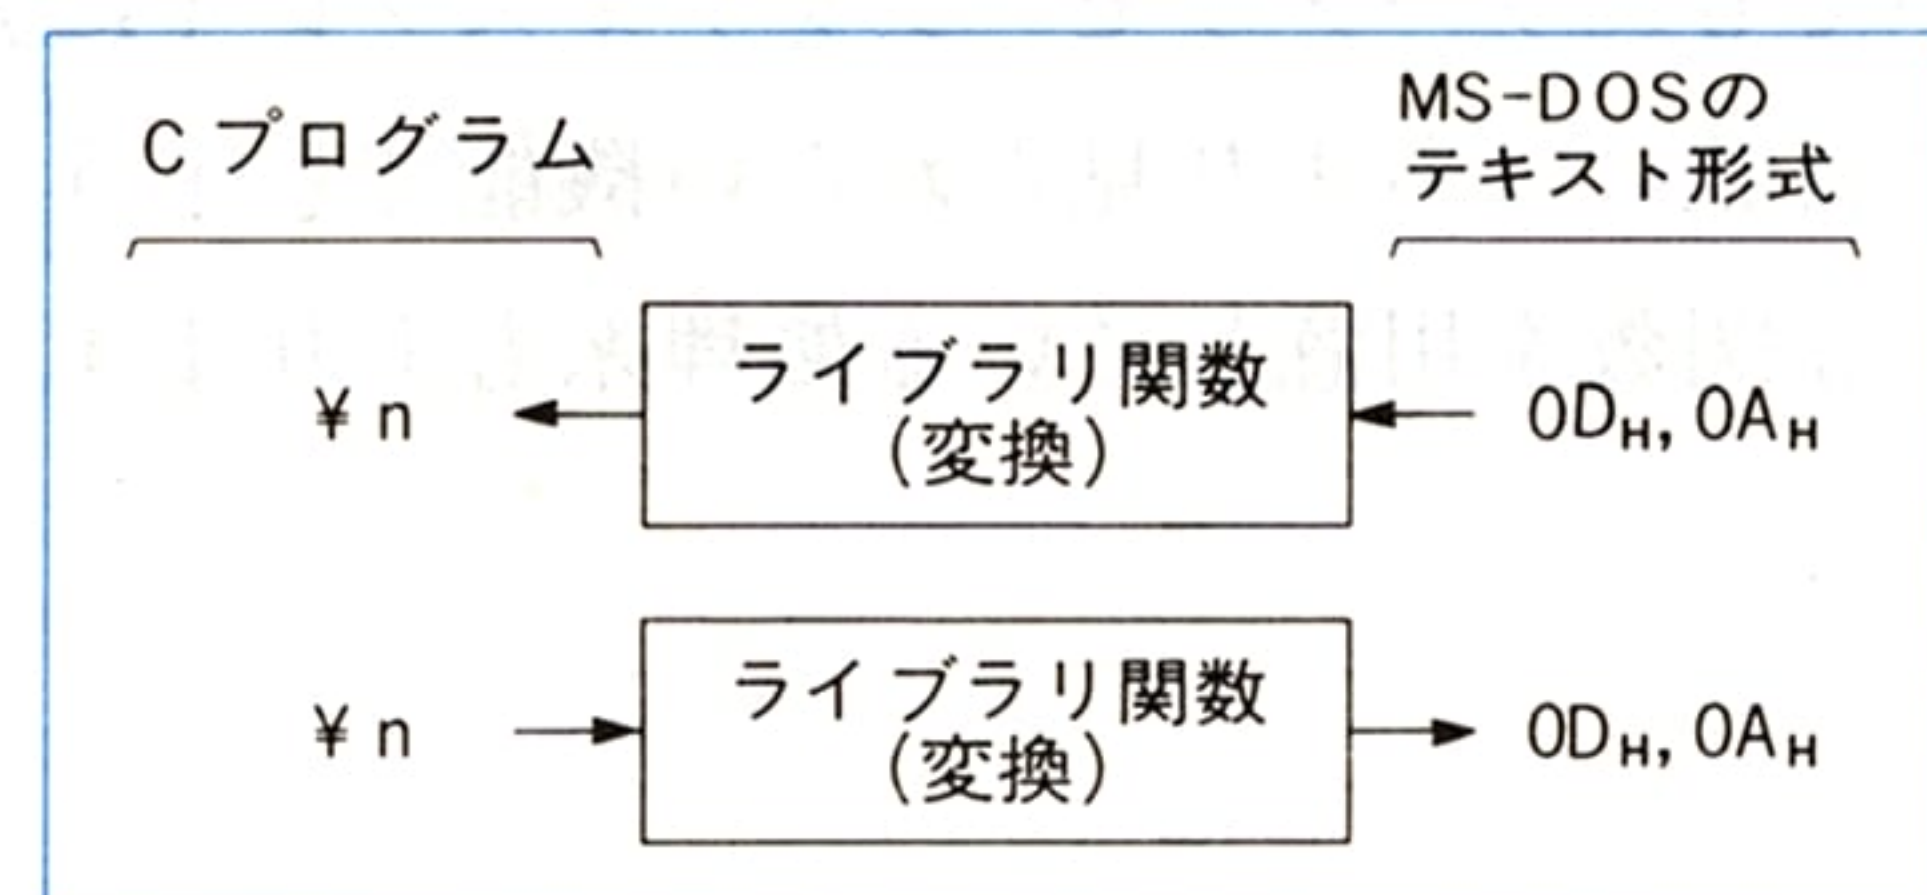 Cプログラム
MS-DOSの
テキスト形式
¥n
ライブラリ関数
(変換)
0DH, 0AH
¥n
ライブラリ関数
(変換)
0DH, 0AH